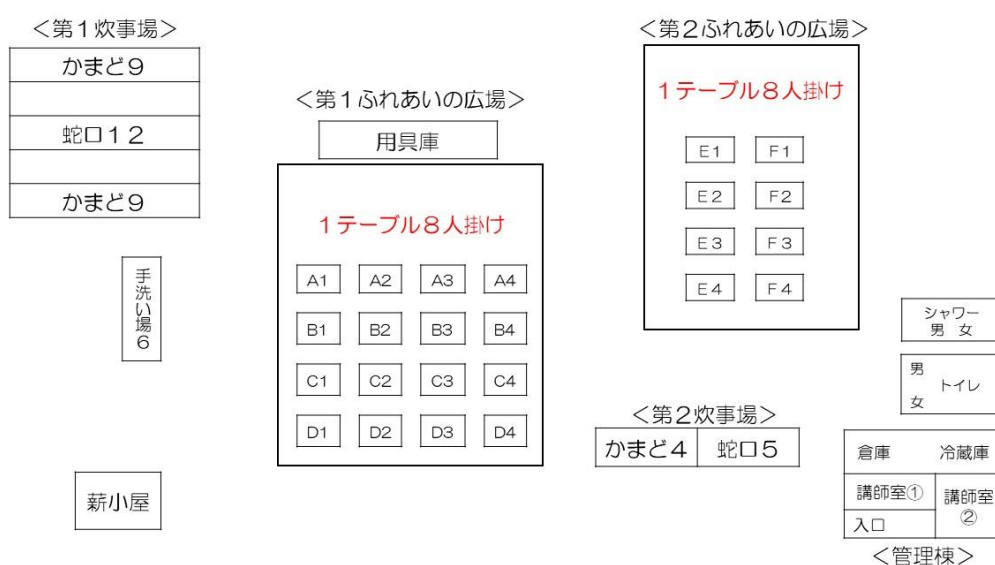 ＜第１炊事場＞
かまど９
蛇口１２
かまど９
手洗い場６
薪小屋
＜第１ふれあいの広場＞
用具庫
１テーブル８人掛け
A1 A2 A3 A4
B1 B2 B3 B4
C1 C2 C3 C4
D1 D2 D3 D4
＜第２ふれあいの広場＞
１テーブル８人掛け
E1 F1
E2 F2
E3 F3
E4 F4
＜第２炊事場＞
かまど４ 蛇口５
シャワー
男 女
男
トイレ
女
倉庫 冷蔵庫
講師室①
講師室
②
入口
＜管理棟＞